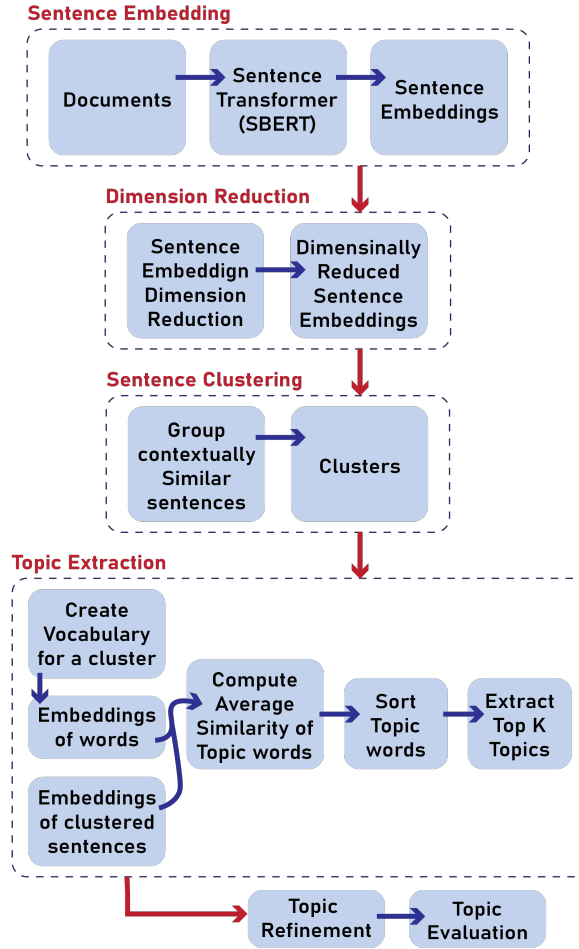 Sentence Embedding
Documents
Sentence
Transformer
(SBERT)
Sentence
Embeddings
Dimension Reduction
Sentence
Embeddign
Dimension
Reduction
Dimensinally
Reduced
Sentence
Embeddings
Sentence Clustering
Group
contextually
Similar
sentences
Clusters
Topic Extraction
Create
Vocabulary
for a cluster
Embeddings
of words
Embeddings
of clustered
sentences
Compute
Average
Similarity of
Topic words
Sort
Topic
words
Extract
Top K
Topics
Topic
Refinement
Topic
Evaluation